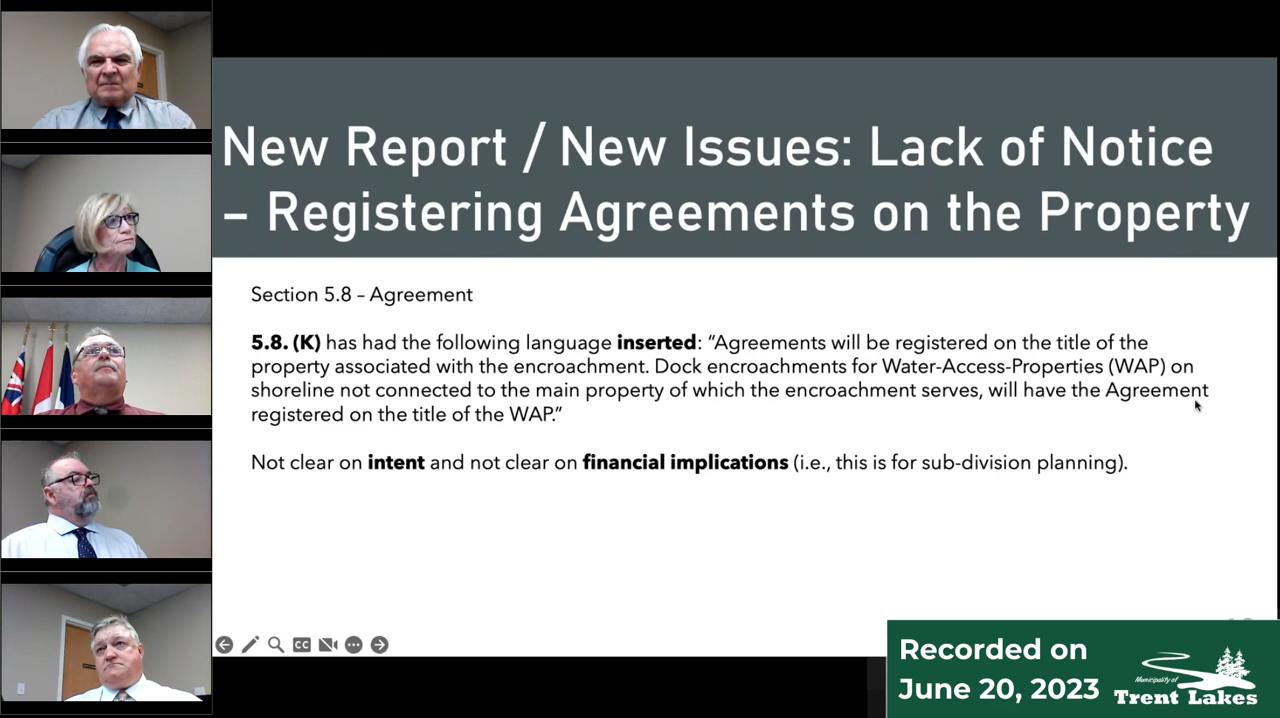 New Report / New Issues: Lack of Notice
– Registering Agreements on the Property
Section 5.8 – Agreement
5.8. (K) has had the following language inserted: “Agreements will be registered on the title of the
property associated with the encroachment. Dock encroachments for Water-Access-Properties (WAP) on
shoreline not connected to the main property of which the encroachment serves, will have the Agreement
registered on the title of the WAP.”
Not clear on intent and not clear on financial implications (i.e., this is for sub-division planning).
CC
Recorded on
June 20, 2023
Municipality of
Trent Lakes